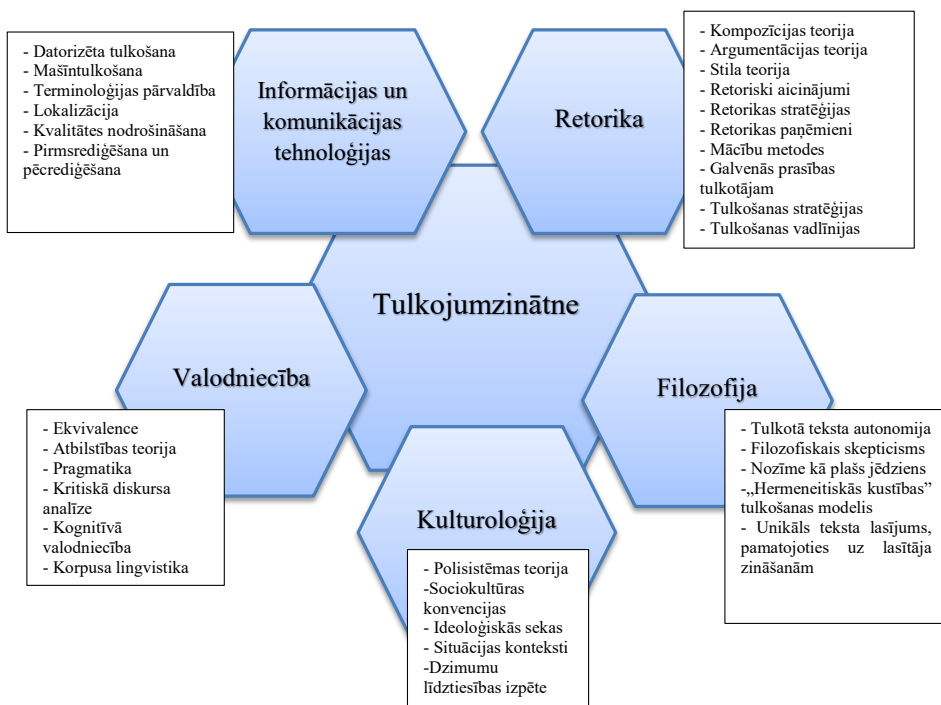 - Datorizēta tulkošana
- Mašīntulkošana
- Terminoloģijas pārvaldība
- Lokalizācija
- Kvalitātes nodrošināšana
- Pirmsrediģēšana un
pēcrediģēšana
Informācijas un
komunikācijas
tehnoloģijas
Retorika
- Kompozīcijas teorija
- Argumentācijas teorija
- Stila teorija
- Retoriski aicinājumi
- Retorikas stratēģijas
- Retorikas paņēmieni
- Mācību metodes
- Galvenās prasības
tulkotājam
- Tulkošanas stratēģijas
- Tulkošanas vadlīnijas
Tulkojumzinātne
Valodniecība
- Ekvivalence
- Atbilstības teorija
- Pragmatika
- Kritiskā diskursa
analīze
- Kognitīvā
valodniecība
- Korpusa lingvistika
Kulturoloģija
- Polisistēmas teorija
-Sociokultūras
konvencijas
- Ideoloģiskās sekas
- Situācijas konteksti
-Dzimumu
līdztiesības izpēte
Filozofija
- Tulkotā teksta autonomija
- Filozofiskais skepticisms
- Nozīme kā plašs jēdziens
-„Hermeneitiskās kustības”
tulkošanas modelis
- Unikāls teksta lasījums,
pamatojoties uz lasītāja
zināšanām